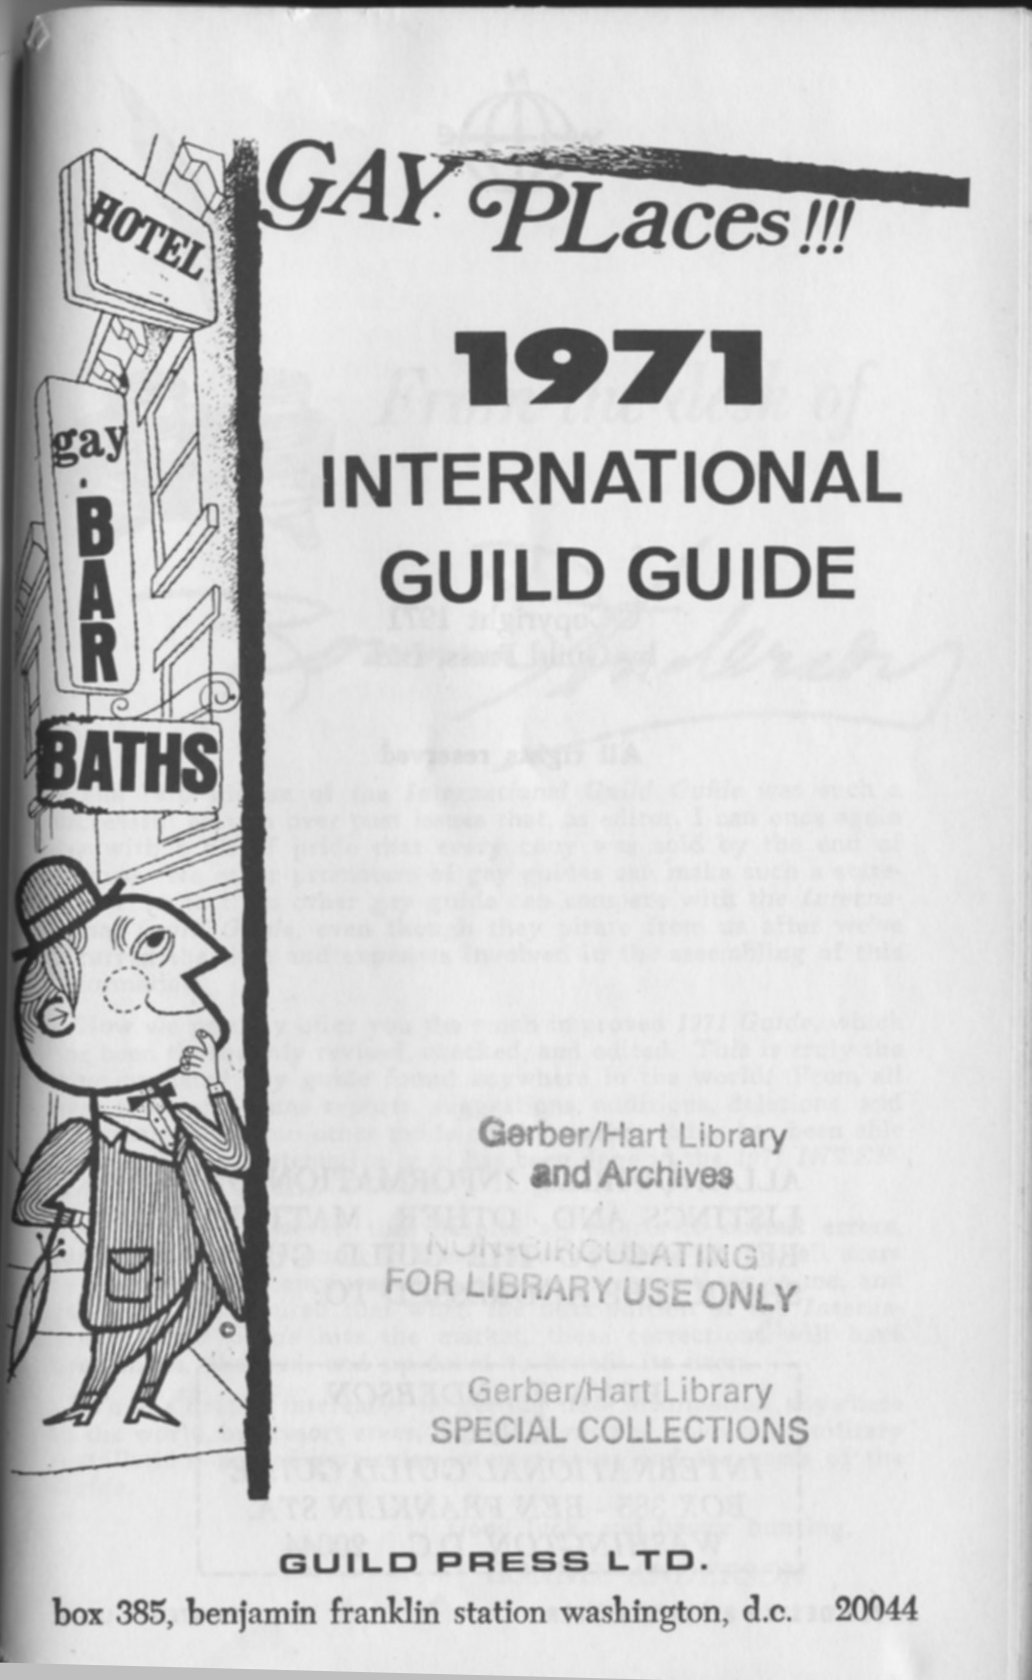 HOTEL
gay
BAR
BATHS
GAY PLaces!!!
1971
INTERNATIONAL
GUILD GUIDE
Gerber/Hart Library
and Archives
NON-CIRCULATING
FOR LIBRARY USE ONLY
Gerber/Hart Library
SPECIAL COLLECTIONS
©
GUILD PRESS LTD.
box 385, benjamin franklin station washington, d.c. 20044